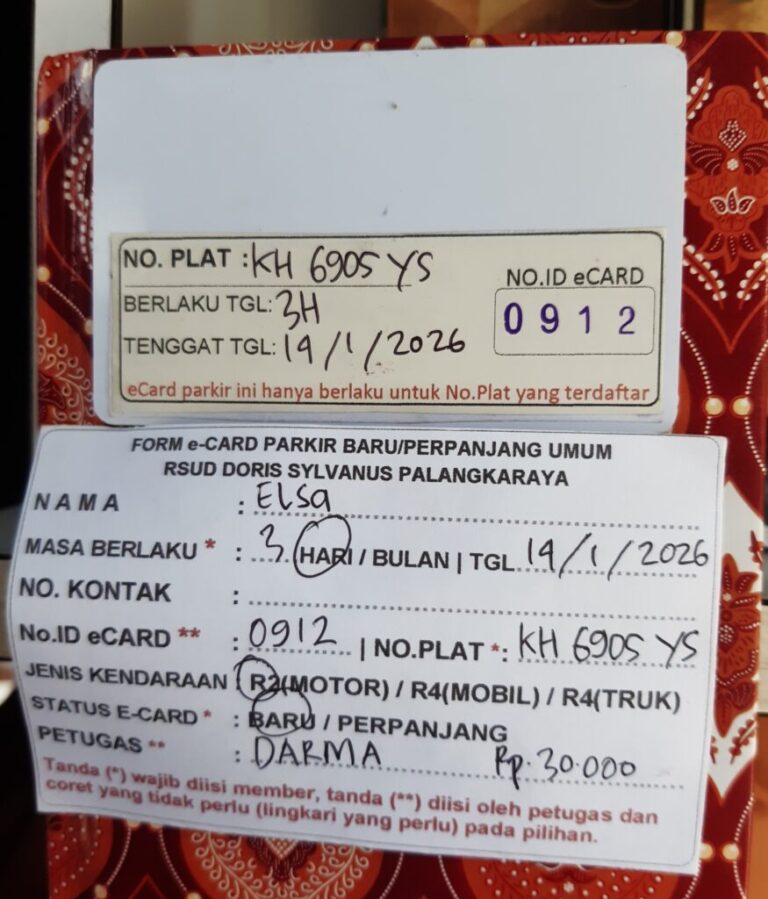 NO. PLAT : KH 6905 YS
NO.ID eCARD
BERLAKU TGL: 3H
0912
TENGGAT TGL: 19/1/2026
eCard parkir ini hanya berlaku untuk No.Plat yang terdaftar
FORM e-CARD PARKIR BARU/PERPANJANG UMUM
RSUD DORIS SYLVANUS PALANGKARAYA
NAMA : ELSa
MASA BERLAKU * : 3 HARI / BULAN | TGL 19/1/2026
NO. KONTAK :
No.ID eCARD ** : 0912 | NO.PLAT *: KH 6905 YS
JENIS KENDARAAN : R2(MOTOR) / R4(MOBIL) / R4(TRUK)
STATUS E-CARD * : BARU / PERPANJANG
PETUGAS ** : DARMA Rp. 30.000
Tanda (*) wajib diisi member, tanda (**) diisi oleh petugas dan
coret yang tidak perlu (lingkari yang perlu) pada pilihan.